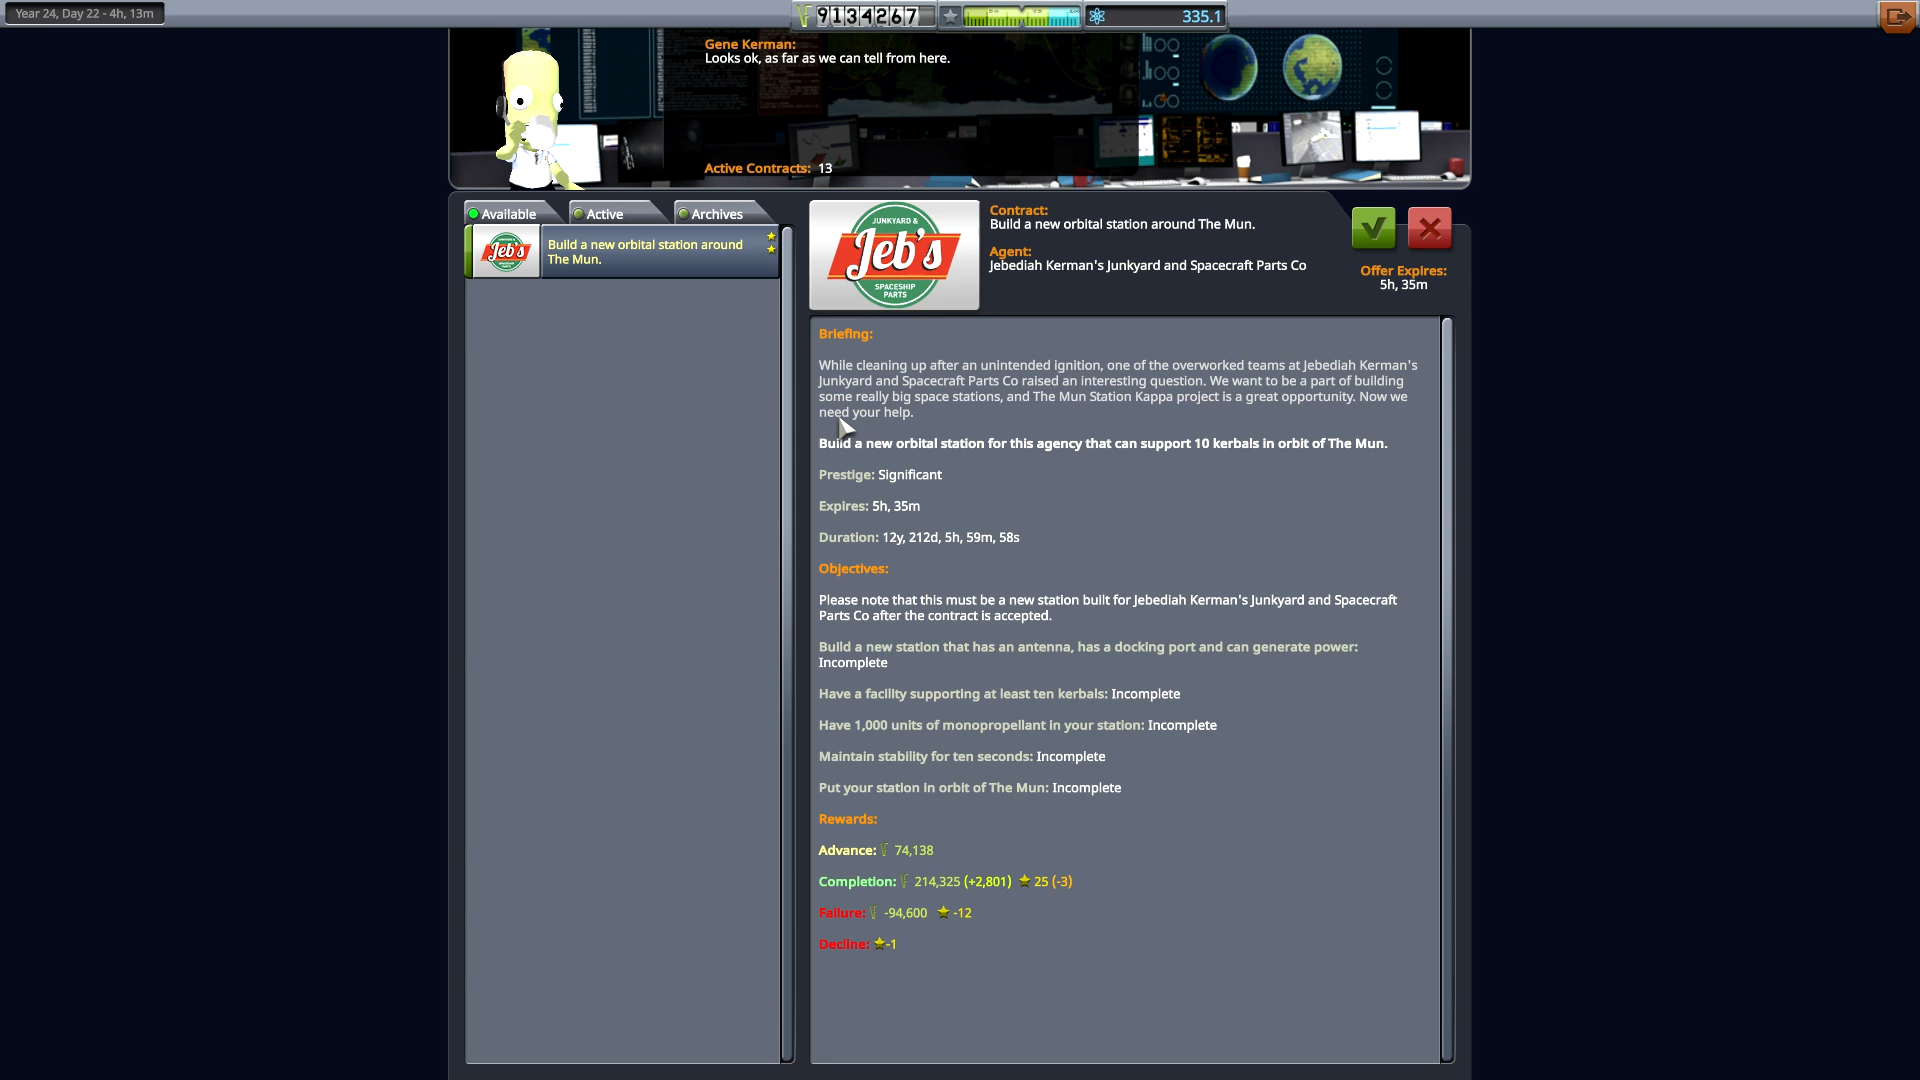 Year 24, Day 22 - 4h, 13m
9134267
335.1
Gene Kerman:
Looks ok, as far as we can tell from here.
Active Contracts: 13
Available
Active
Archives
JUNKYARD &
Jeb's
SPACESHIP
PARTS
Build a new orbital station around
The Mun.
JUNKYARD &
Jeb's
SPACESHIP
PARTS
Contract:
Build a new orbital station around The Mun.
Agent:
Jebediah Kerman's Junkyard and Spacecraft Parts Co
Offer Expires:
5h, 35m
Briefing:
While cleaning up after an unintended ignition, one of the overworked teams at Jebediah Kerman's
Junkyard and Spacecraft Parts Co raised an interesting question. We want to be a part of building
some really big space stations, and The Mun Station Kappa project is a great opportunity. Now we
need your help.
Build a new orbital station for this agency that can support 10 kerbals in orbit of The Mun.
Prestige: Significant
Expires: 5h, 35m
Duration: 12y, 212d, 5h, 59m, 58s
Objectives:
Please note that this must be a new station built for Jebediah Kerman's Junkyard and Spacecraft
Parts Co after the contract is accepted.
Build a new station that has an antenna, has a docking port and can generate power:
Incomplete
Have a facility supporting at least ten kerbals: Incomplete
Have 1,000 units of monopropellant in your station: Incomplete
Maintain stability for ten seconds: Incomplete
Put your station in orbit of The Mun: Incomplete
Rewards:
Advance: 74,138
Completion: 214,325 (+2,801) 25 (-3)
Failure: -94,600 -12
Decline: -1